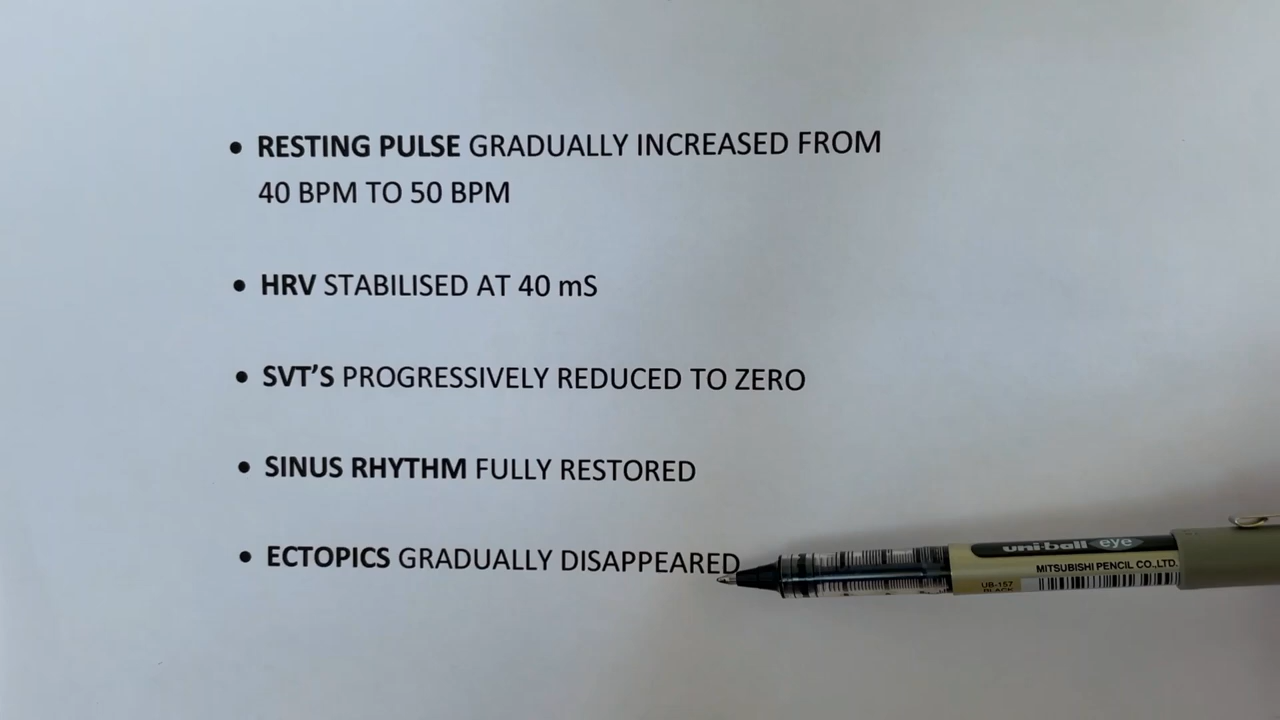 • RESTING PULSE GRADUALLY INCREASED FROM
40 BPM TO 50 BPM
• HRV STABILISED AT 40 mS
• SVT'S PROGRESSIVELY REDUCED TO ZERO
• SINUS RHYTHM FULLY RESTORED
• ECTOPICS GRADUALLY DISAPPEARED
uni-ball eye
MITSUBISHI PENCIL CO.,LTD.
UB-157
BLACK